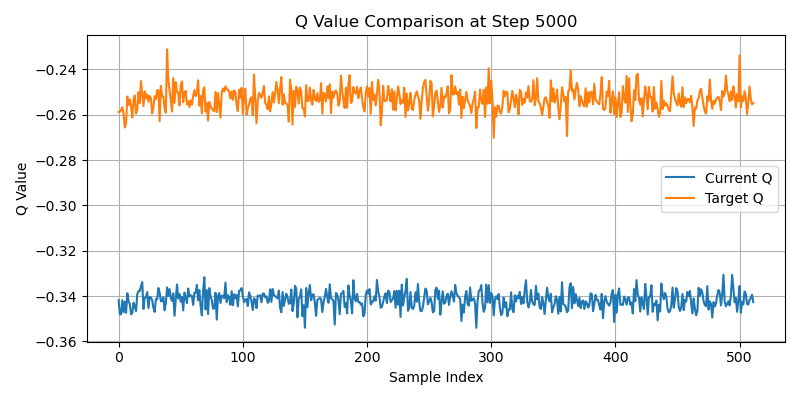 Q Value Comparison at Step 5000
Q Value
−0.24
−0.26
−0.28
−0.30
−0.32
−0.34
−0.36
Current Q
Target Q
0
100
200
300
400
500
Sample Index